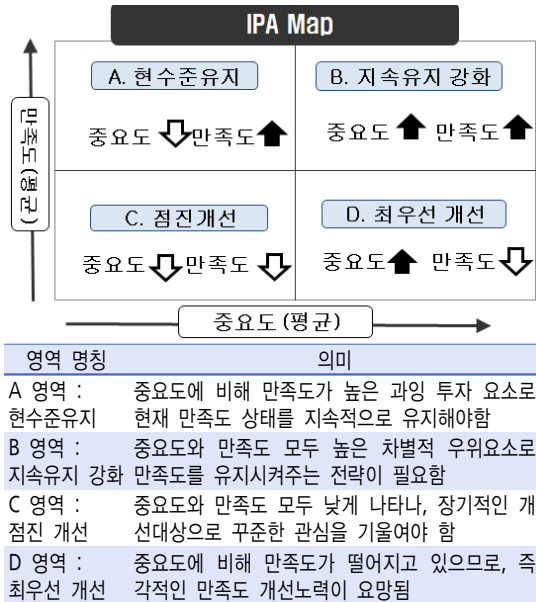 IPA Map
A. 현수준유지
B. 지속유지 강화
중요도 만족도
중요도 만족도
만족도(평균)
C. 점진개선
D. 최우선 개선
중요도 만족도
중요도 만족도
중요도(평균)
영역 명칭 의미
A 영역 : 중요도에 비해 만족도가 높은 과잉 투자 요소로
현수준유지 현재 만족도 상태를 지속적으로 유지해야함
B 영역 : 중요도와 만족도 모두 높은 차별적 우위요소로
지속유지 강화 만족도를 유지시켜주는 전략이 필요함
C 영역 : 중요도와 만족도 모두 낮게 나타나, 장기적인 개
점진 개선 선대상으로 꾸준한 관심을 기울여야 함
D 영역 : 중요도에 비해 만족도가 떨어지고 있으므로, 즉
최우선 개선 각적인 만족도 개선노력이 요망됨